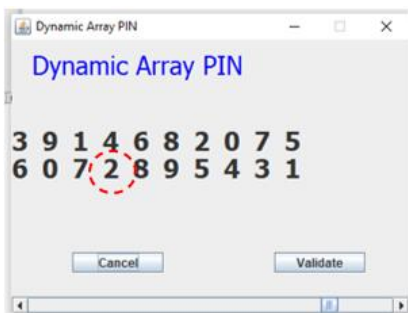 Dynamic Array PIN
Dynamic Array PIN
3 9 1 4 6 8 2 0 7 5
6 0 7 2 8 9 5 4 3 1
Cancel Validate